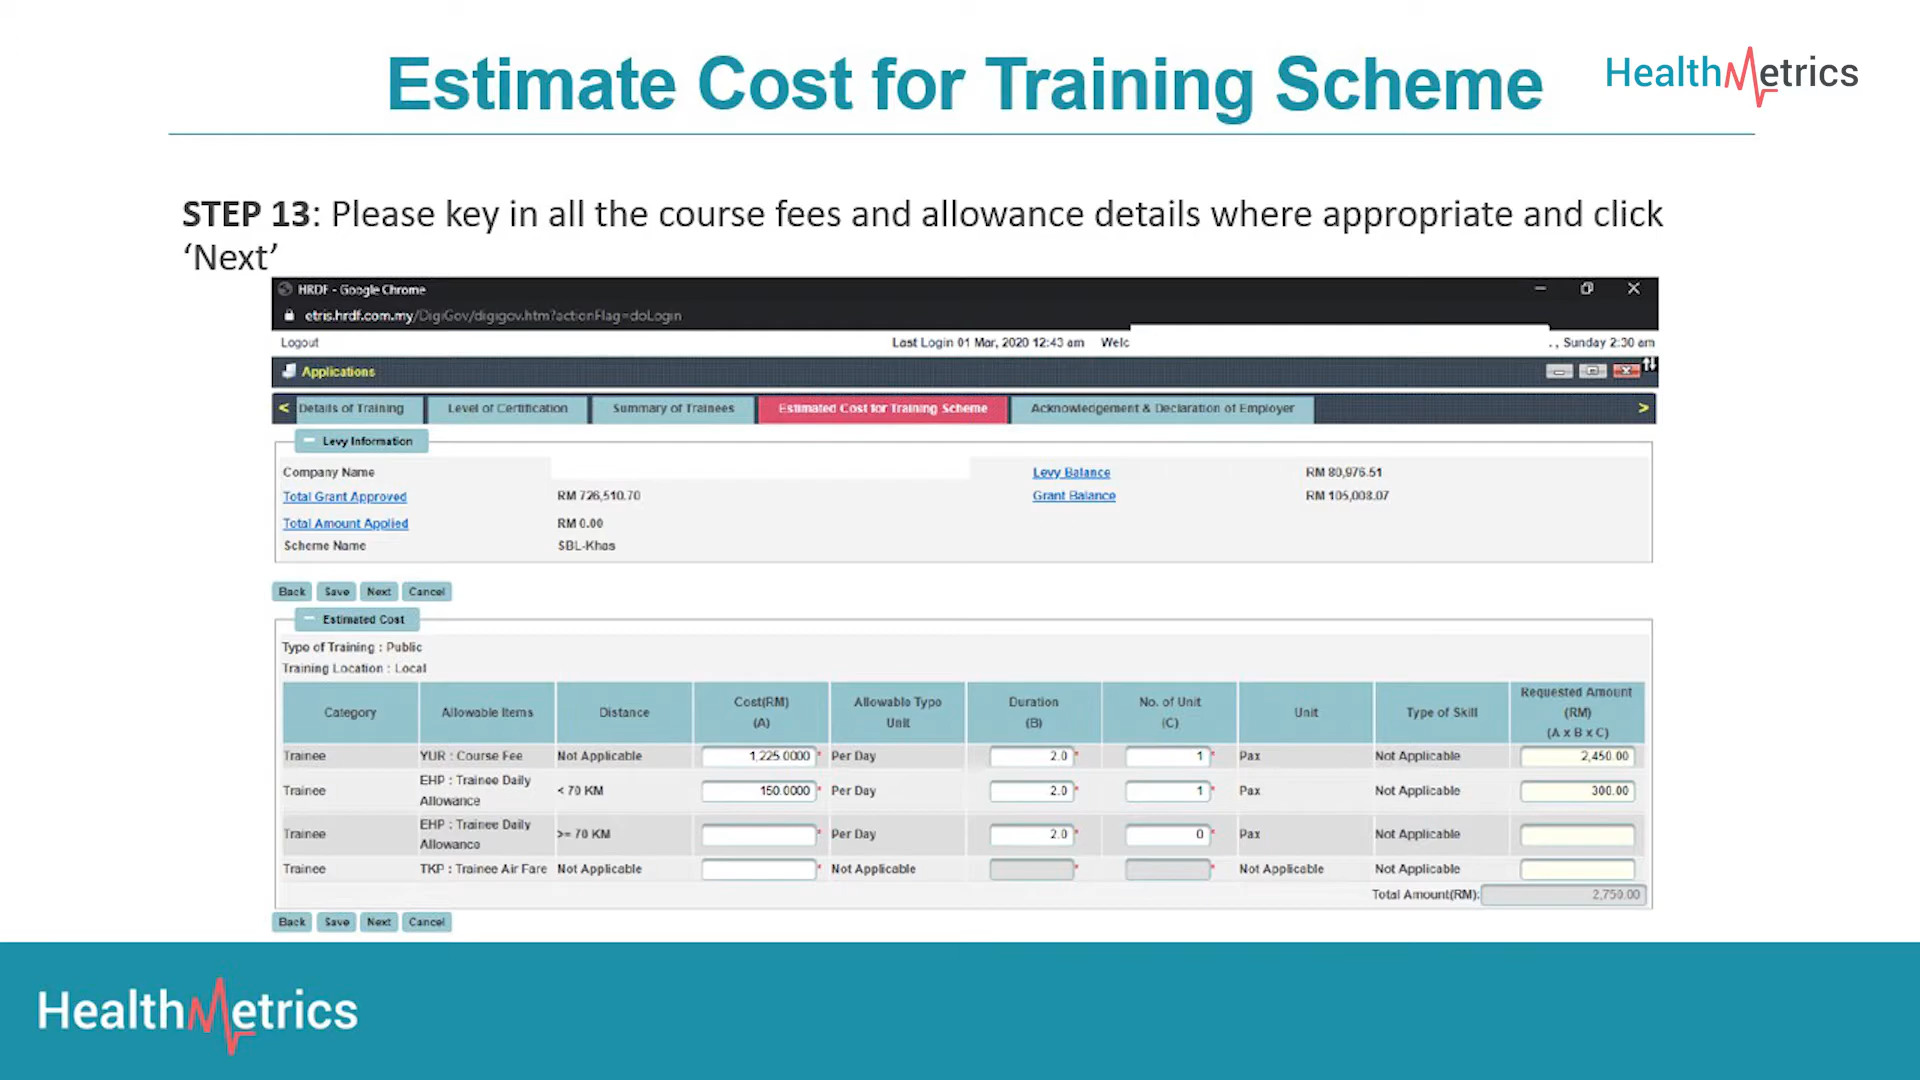 Estimate Cost for Training Scheme
HealthMetrics
STEP 13: Please key in all the course fees and allowance details where appropriate and click
‘Next’
HRDF - Google Chrome
etris.hrdf.com.my/DigiGov/digigov.htm?actionFlag=doLogin
Logout Last Login 01 Mar, 2020 12:43 am Welc . , Sunday 2:30 am
Applications
< Details of Training Level of Certification Summary of Trainees Estimated Cost for Training Scheme Acknowledgement & Declaration of Employer >
Levy Information
Company Name Levy Balance RM 80,976.51
Total Grant Approved RM 726,510.70 Grant Balance RM 105,008.07
Total Amount Applied RM 0.00
Scheme Name SBL-Khas
Back Save Next Cancel
Estimated Cost
Type of Training : Public
Training Location : Local
Category Allowable Items Distance Cost(RM) (A) Allowable Type Unit Duration (B) No. of Unit (C) Unit Type of Skill Requested Amount (RM) (A x B x C)
Trainee YUR : Course Fee Not Applicable 1,225.0000 * Per Day 2.0 * 1 * Pax Not Applicable 2,450.00
Trainee EHP : Trainee Daily Allowance < 70 KM 150.0000 * Per Day 2.0 * 1 * Pax Not Applicable 300.00
Trainee EHP : Trainee Daily Allowance >= 70 KM * Per Day 2.0 * 0 * Pax Not Applicable
Trainee TKP : Trainee Air Fare Not Applicable * Not Applicable * * Not Applicable Not Applicable
Total Amount(RM): 2,750.00
Back Save Next Cancel
HealthMetrics